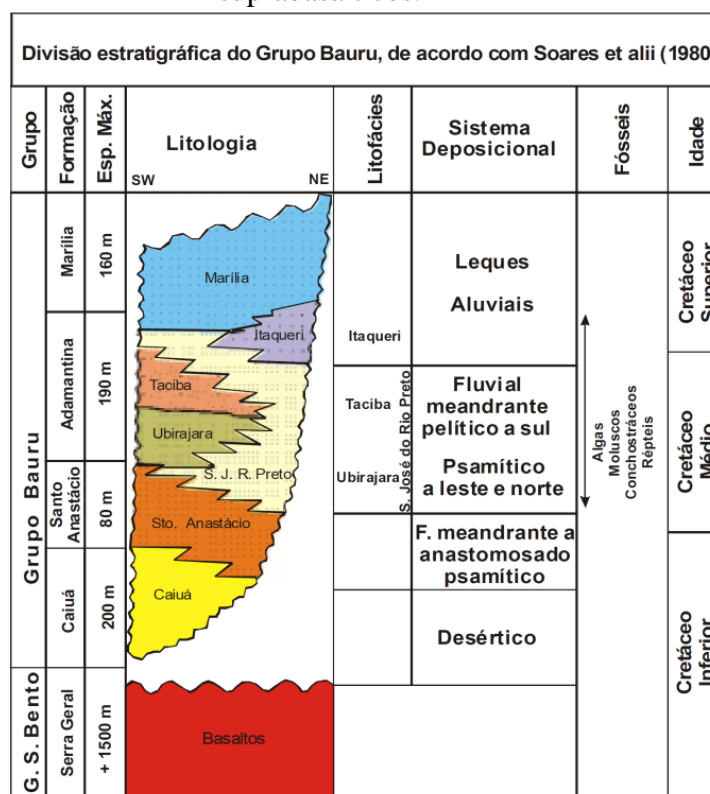 Divisão estratigráfica do Grupo Bauru, de acordo com Soares et alii (1980
Grupo
Formação
Esp. Máx.
Litologia
SW
NE
Litofácies
Sistema
Deposicional
Fósseis
Idade
Grupo Bauru
Marília
160 m
Marília
Leques
Aluviais
Cretáceo
Superior
Adamantina
190 m
Itaqueri
Itaqueri
Taciba
Taciba
Ubirajara
Ubirajara
S. J. R. Preto
S. José do Rio Preto
Fluvial
meandrante
pelítico a sul
Psamítico
a leste e norte
Algas
Moluscos
Conchostráceos
Répteis
Cretáceo
Médio
Santo
Anastácio
80 m
Sto. Anastácio
F. meandrante a
anastomosado
psamítico
Caiuá
200 m
Caiuá
Desértico
Cretáceo
Inferior
G. S. Bento
Serra Geral
+ 1500 m
Basaltos